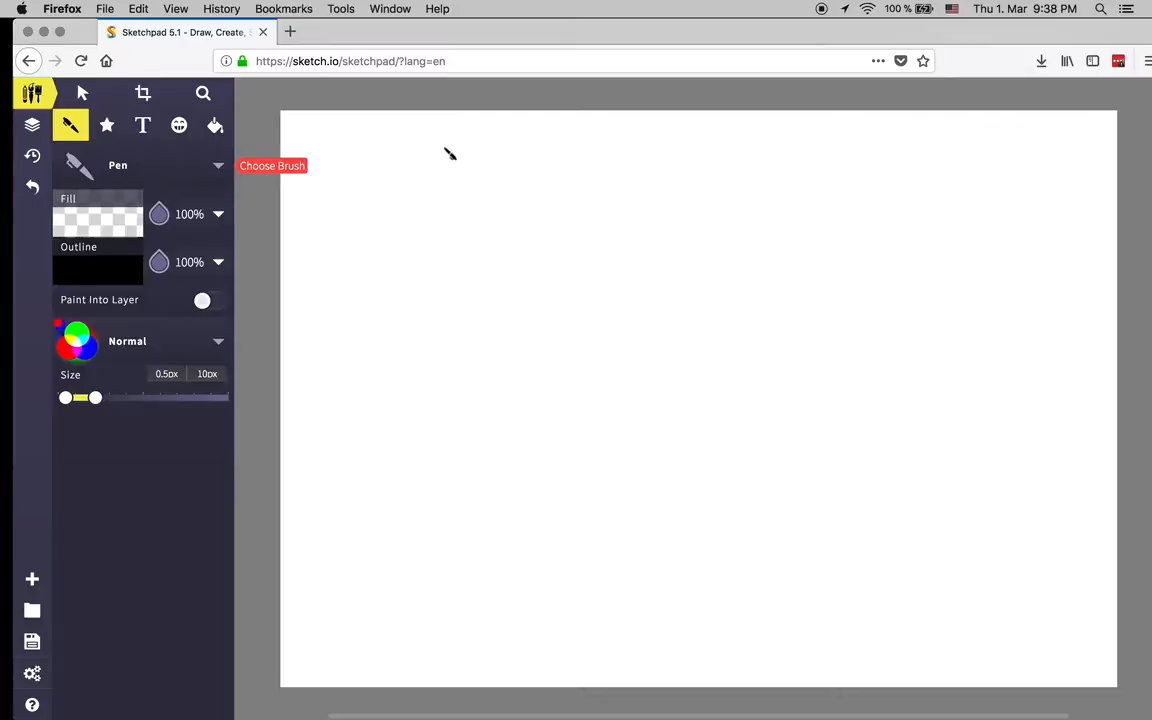 Firefox File Edit View History Bookmarks Tools Window Help 100 % Thu 1. Mar 9:38 PM
Sketchpad 5.1 - Draw, Create,
https://sketch.io/sketchpad/?lang=en
T
Pen
Choose Brush
Fill
100%
Outline
100%
Paint Into Layer
Normal
Size 0.5px 10px